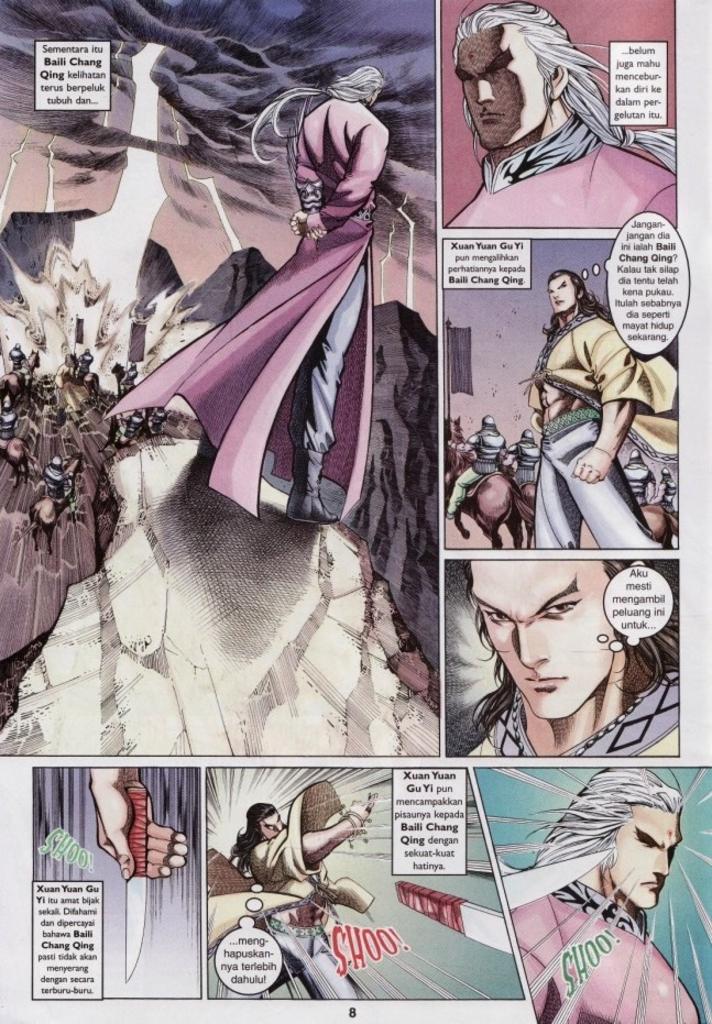 Sementara itu
Baili Chang
Qing kelihatan
terus berpeluk
tubuh dan...
...belum
juga mahu
mencebur-
kan diri ke
dalam per-
gelutan itu.
Xuan Yuan Gu Yi
pun mengalihkan
perhatiannya kepada
Baili Chang Qing.
Jangan-
jangan dia
ini ialah Baili
Chang Qing?
Kalau tak silap
dia tentu telah
kena pukau.
Itulah sebabnya
dia seperti
mayat hidup
sekarang.
Aku
mesti
mengambil
peluang ini
untuk...
SHOO!
Xuan Yuan Gu
Yi itu amat bijak
sekali. Difahami
dan dipercayai
bahawa Baili
Chang Qing
pasti tidak akan
menyerang
dengan secara
terburu-buru.
Xuan Yuan
Gu Yi pun
mencampakkan
pisaunya kepada
Baili Chang
Qing dengan
sekuat-kuat
hatinya.
...meng-
hapuskan-
nya terlebih
dahulu!
SHOO!
SHOO!
8